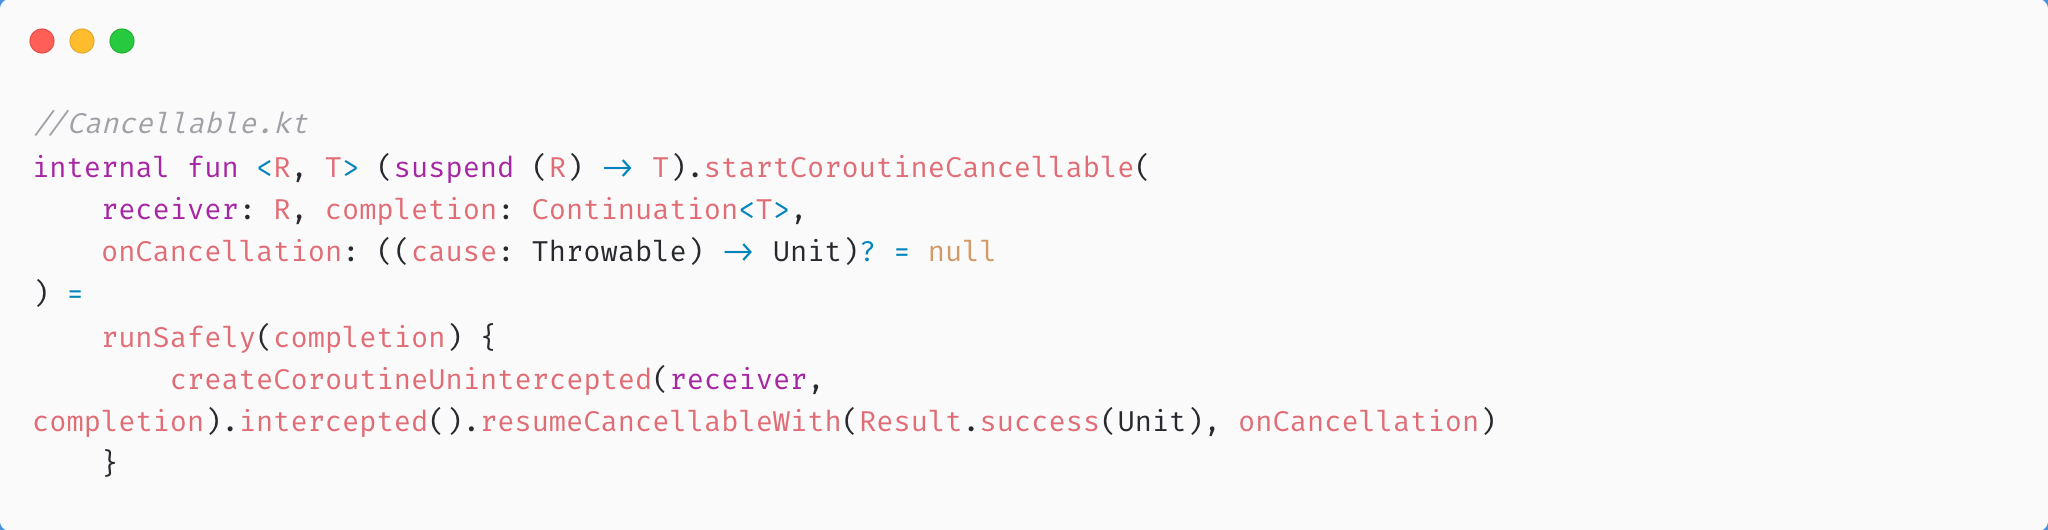 //Cancellable.kt
internal fun <R, T> (suspend (R) -> T).startCoroutineCancellable(
    receiver: R, completion: Continuation<T>,
    onCancellation: ((cause: Throwable) -> Unit)? = null
) =
    runSafely(completion) {
        createCoroutineUnintercepted(receiver,
completion).intercepted().resumeCancellableWith(Result.success(Unit), onCancellation)
    }